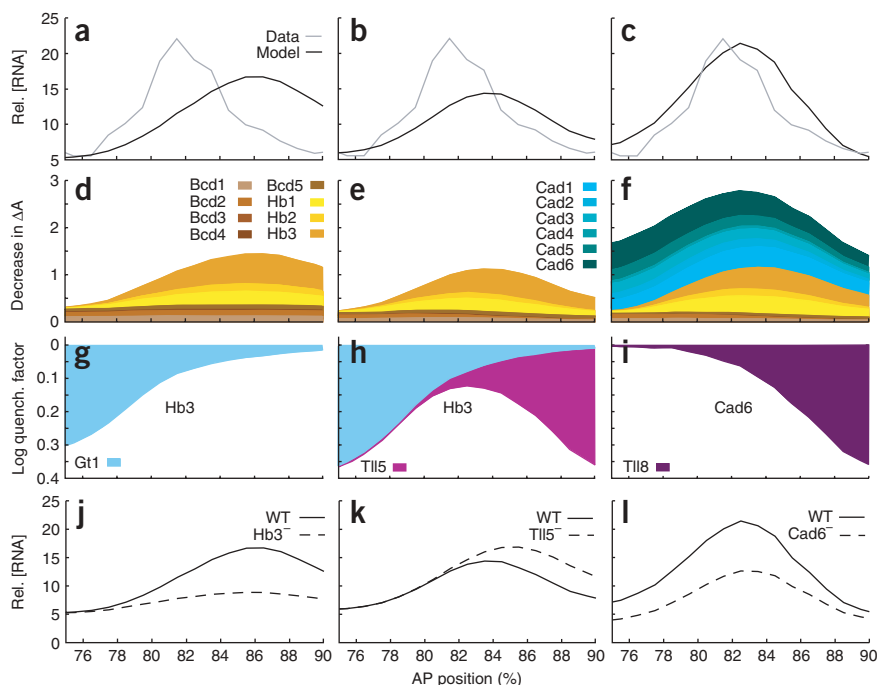 a
b
c
Data
Model
Rel. [RNA]
25
20
15
10
5
d
e
f
Bcd1
Bcd2
Bcd3
Bcd4
Bcd5
Hb1
Hb2
Hb3
Cad1
Cad2
Cad3
Cad4
Cad5
Cad6
Decrease in ΔA
3
2
1
0
g
h
i
Log quench. factor
0
0.1
0.2
0.3
0.4
Hb3
Hb3
Cad6
Gt1
Tll5
Tll8
j
k
l
WT
Hb3⁻
WT
Tll5⁻
WT
Cad6⁻
Rel. [RNA]
25
20
15
10
5
0
76 78 80 82 84 86 88 90
76 78 80 82 84 86 88 90
76 78 80 82 84 86 88 90
AP position (%)